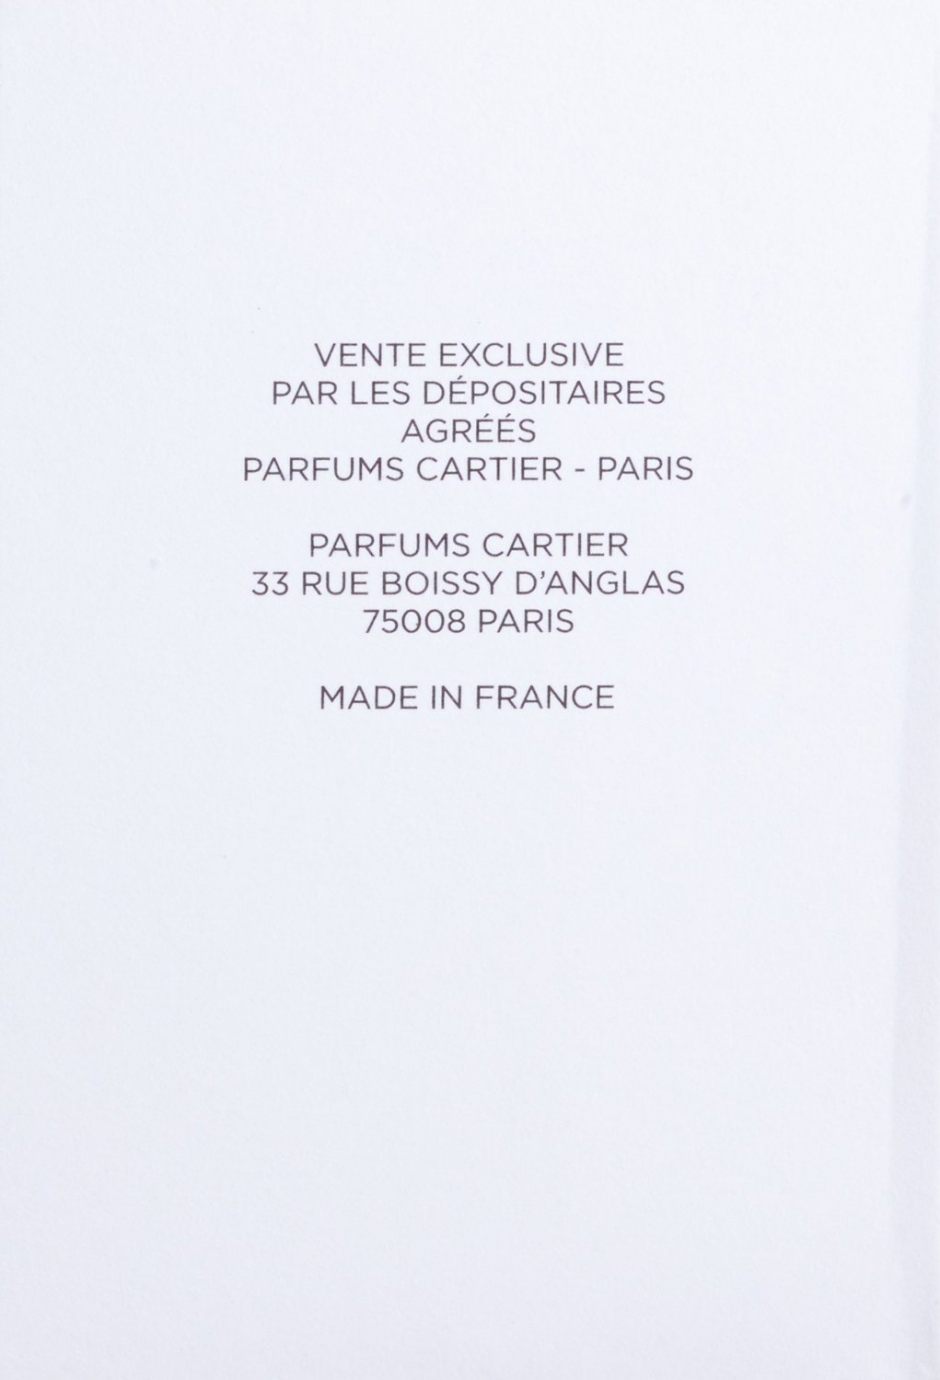 VENTE EXCLUSIVE
PAR LES DÉPOSITAIRES
AGRÉÉS
PARFUMS CARTIER - PARIS
PARFUMS CARTIER
33 RUE BOISSY D'ANGLAS
75008 PARIS
MADE IN FRANCE